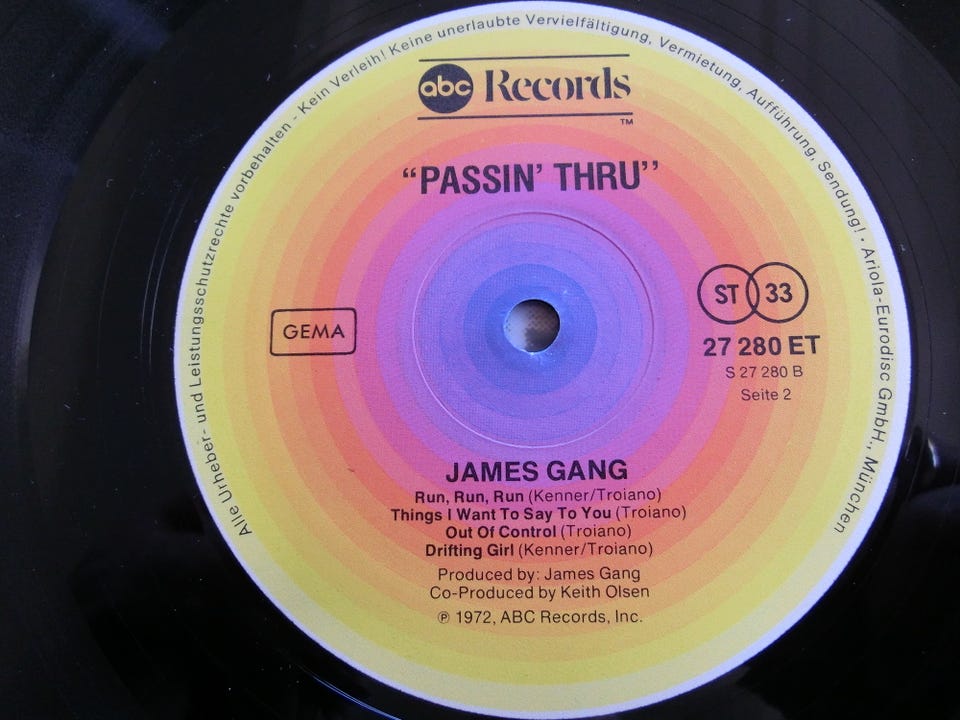 Alle Urheber- und Leistungsschutzrechte vorbehalten - Kein Verleih! Keine unerlaubte Vervielfältigung, Vermietung, Aufführung, Sendung! · Ariola-Eurodisc GmbH., München
abc Records
TM
“PASSIN’ THRU’’
GEMA
ST 33
27 280 ET
S 27 280 B
Seite 2
JAMES GANG
Run, Run, Run (Kenner/Troiano)
Things I Want To Say To You (Troiano)
Out Of Control (Troiano)
Drifting Girl (Kenner/Troiano)
Produced by: James Gang
Co-Produced by Keith Olsen
℗ 1972, ABC Records, Inc.